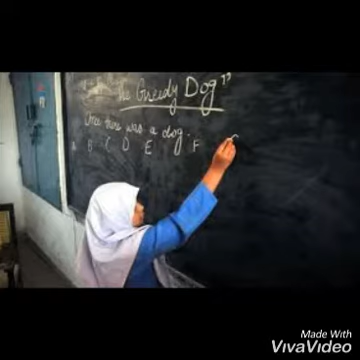 "The Greedy Dog"
Once there was a dog.
A B C D E F
Made With
VivaVideo